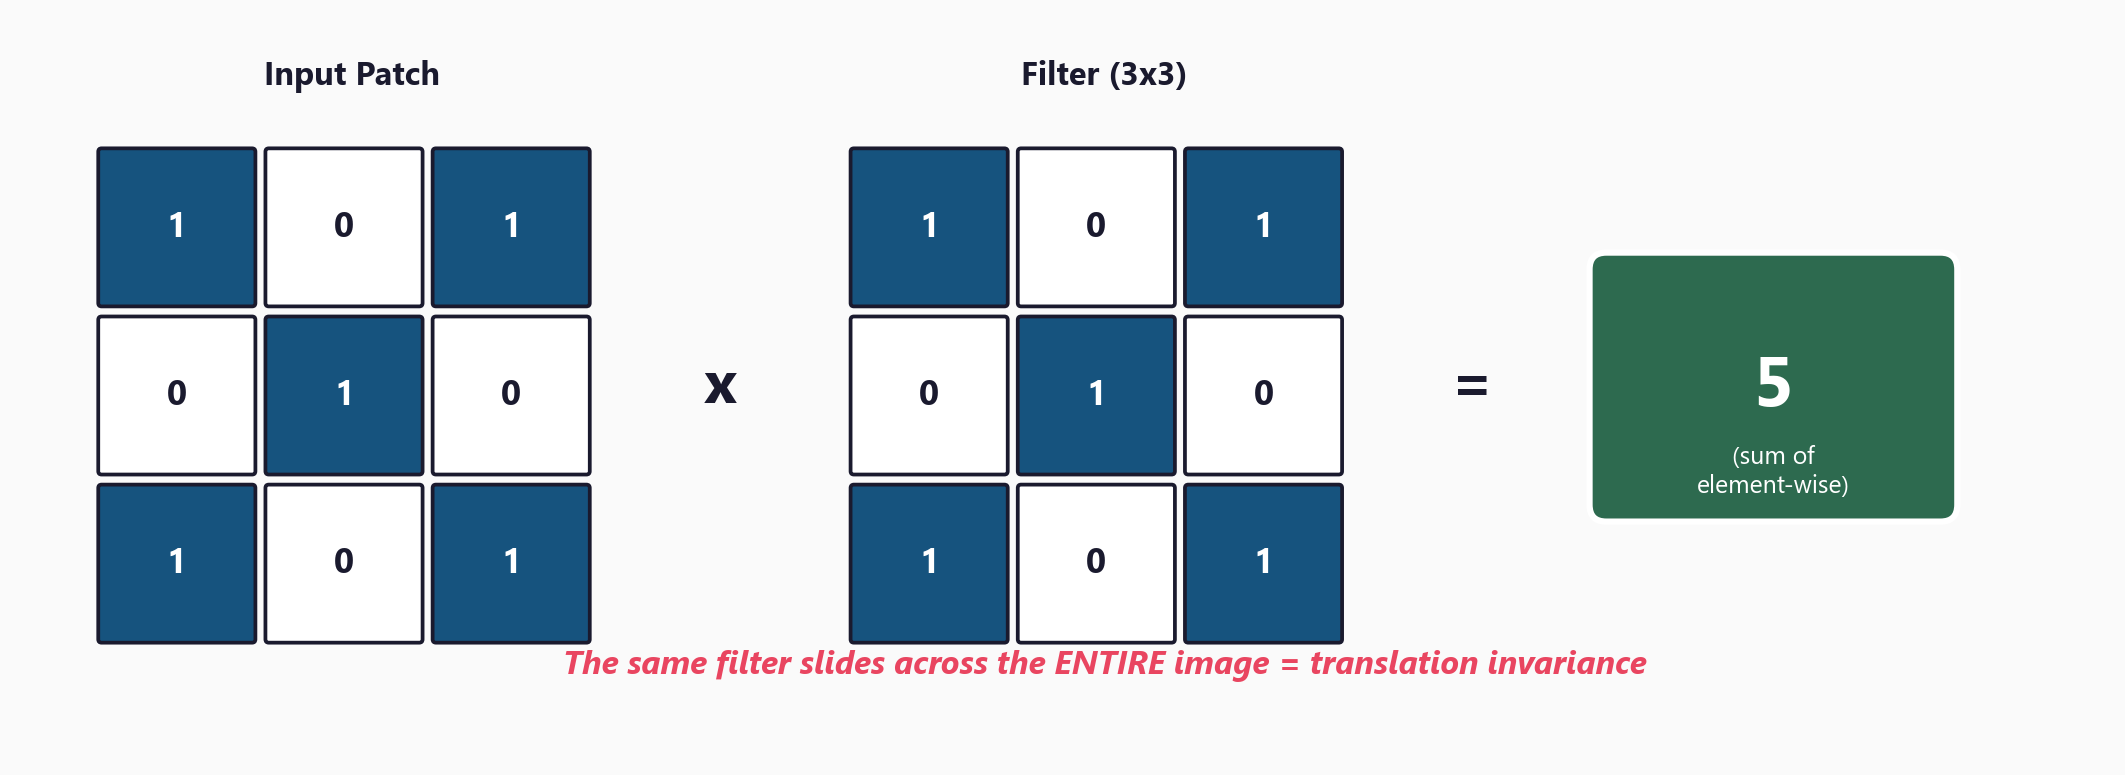 Input Patch
Filter (3x3)
1 0 1
1 0 1
0 1 0
x
0 1 0
=
5
(sum of
element-wise)
1 0 1
1 0 1
The same filter slides across the ENTIRE image = translation invariance